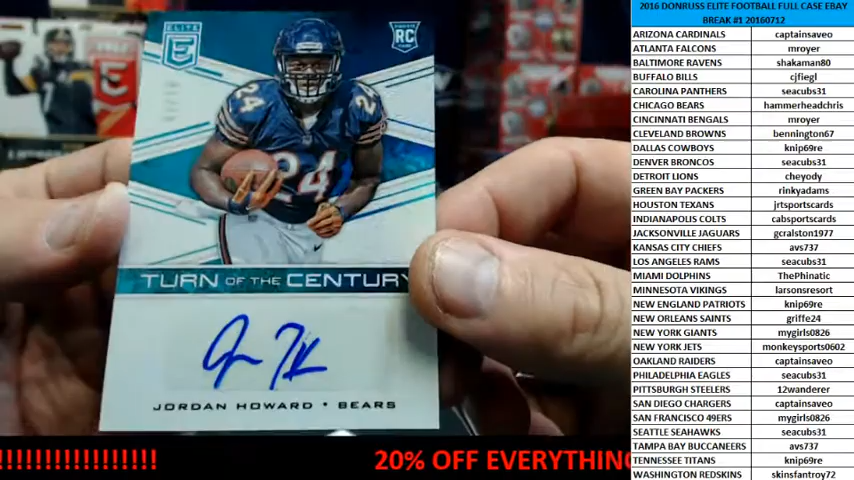 ELITE
E
ROOKIE
RC
24
24
24
TURN OF THE CENTURY
JORDAN HOWARD • BEARS
!!!!!!!!!!!!!!!!!
20% OFF EVERYTHING
2016 DONRUSS ELITE FOOTBALL FULL CASE EBAY
BREAK #1 20160712
ARIZONA CARDINALS captainsaveo
ATLANTA FALCONS mroyer
BALTIMORE RAVENS shakaman80
BUFFALO BILLS cjfiegl
CAROLINA PANTHERS seacubs31
CHICAGO BEARS hammerheadchris
CINCINNATI BENGALS mroyer
CLEVELAND BROWNS bennington67
DALLAS COWBOYS knip69re
DENVER BRONCOS seacubs31
DETROIT LIONS cheyody
GREEN BAY PACKERS rinkyadams
HOUSTON TEXANS jrtsportscards
INDIANAPOLIS COLTS cabsportscards
JACKSONVILLE JAGUARS gcralston1977
KANSAS CITY CHIEFS avs737
LOS ANGELES RAMS seacubs31
MIAMI DOLPHINS ThePhinatic
MINNESOTA VIKINGS larsonsresort
NEW ENGLAND PATRIOTS knip69re
NEW ORLEANS SAINTS griffe24
NEW YORK GIANTS mygirls0826
NEW YORK JETS monkeysports0602
OAKLAND RAIDERS captainsaveo
PHILADELPHIA EAGLES seacubs31
PITTSBURGH STEELERS 12wanderer
SAN DIEGO CHARGERS captainsaveo
SAN FRANCISCO 49ERS mygirls0826
SEATTLE SEAHAWKS seacubs31
TAMPA BAY BUCCANEERS avs737
TENNESSEE TITANS knip69re
WASHINGTON REDSKINS skinsfantroy72